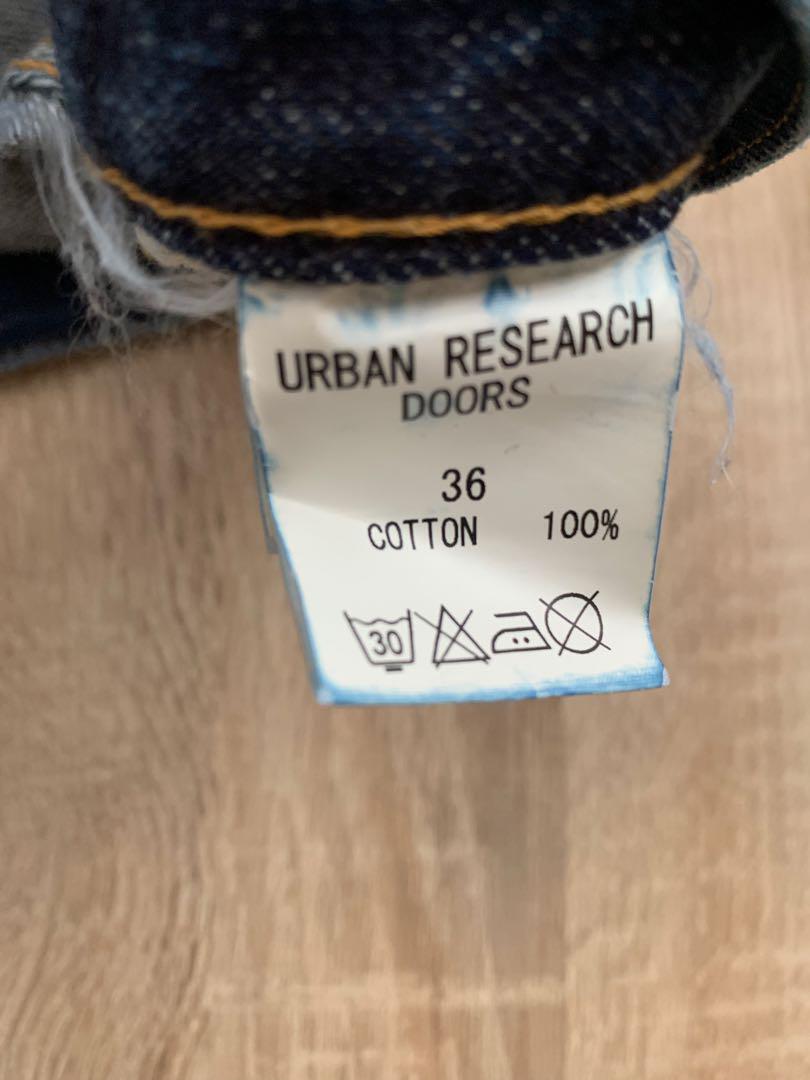 URBAN RESEARCH
DOORS
36
COTTON 100%
30